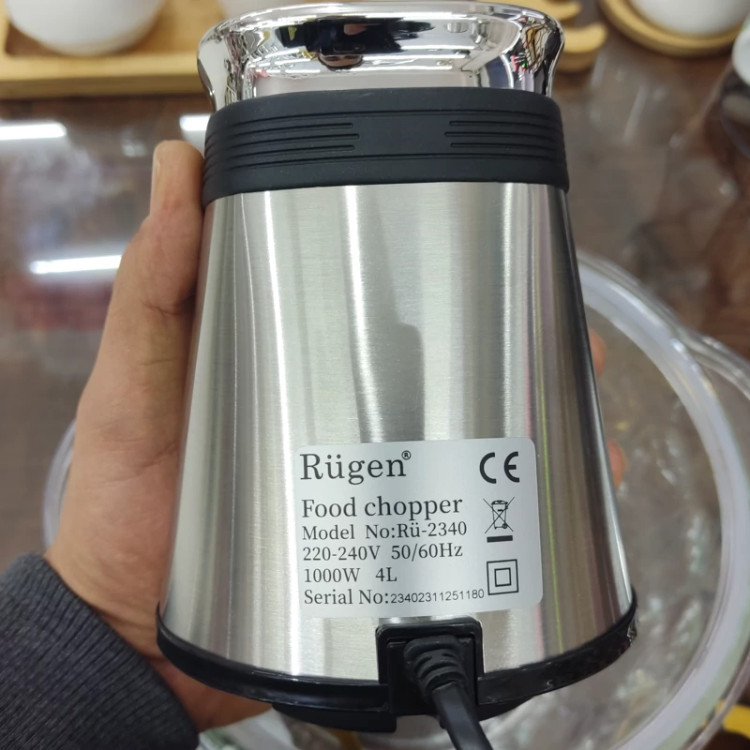 Rügen®
CE
Food chopper
Model No:Rü-2340
220-240V 50/60Hz
1000W 4L
Serial No:23402311251180